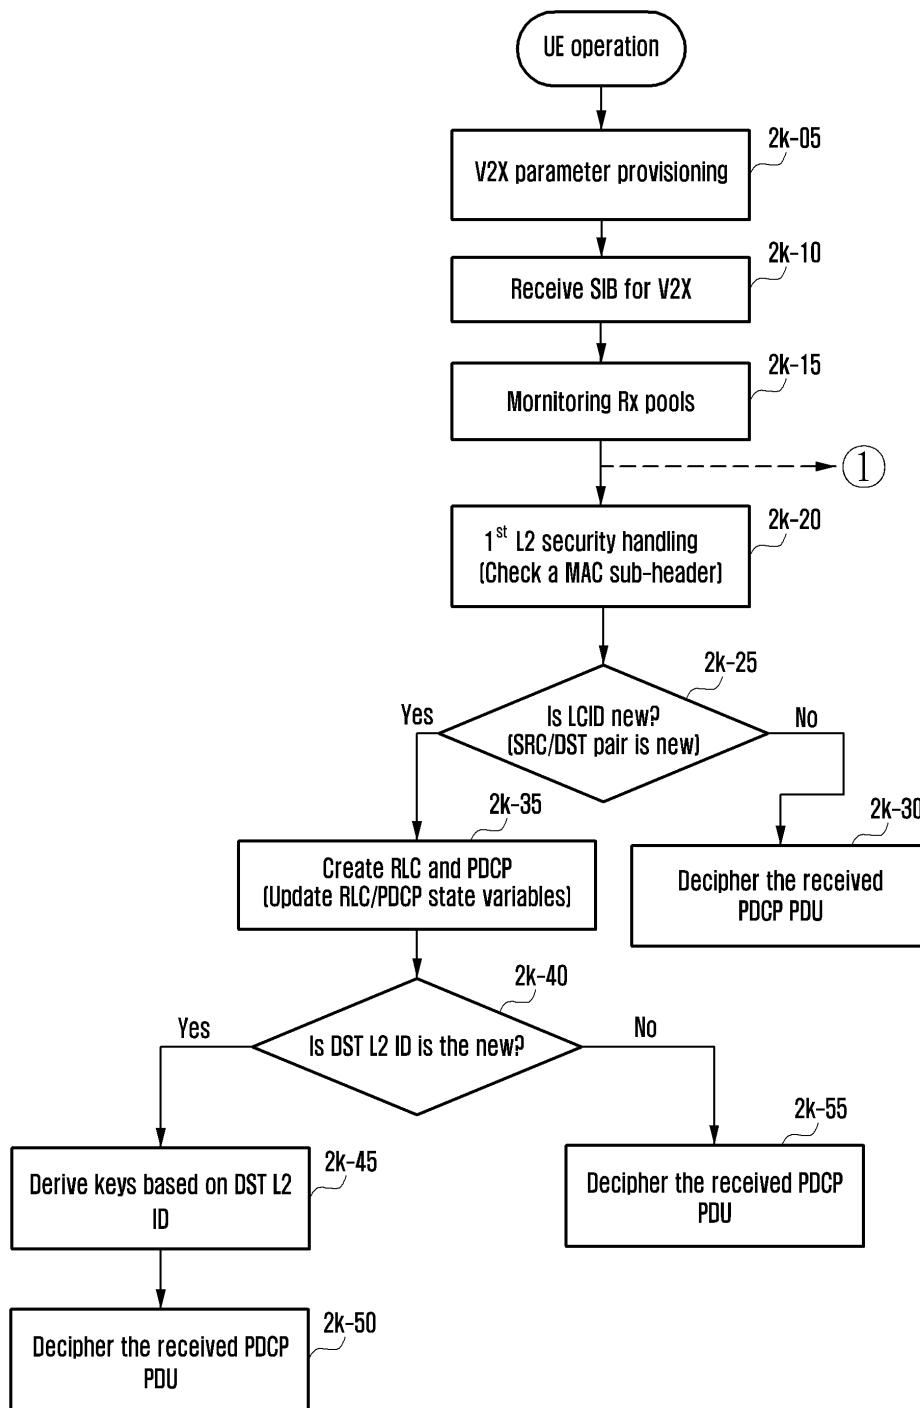 UE operation
2k-05
V2X parameter provisioning
2k-10
Receive SIB for V2X
2k-15
Mornitoring Rx pools
1
2k-20
1st L2 security handling
(Check a MAC sub-header)
2k-25
Yes
Is LCID new?
(SRC/DST pair is new)
No
2k-35
2k-30
Create RLC and PDCP
(Update RLC/PDCP state variables)
Decipher the received
PDCP PDU
2k-40
Yes
Is DST L2 ID is the new?
No
2k-55
2k-45
Derive keys based on DST L2
ID
Decipher the received PDCP
PDU
2k-50
Decipher the received PDCP
PDU